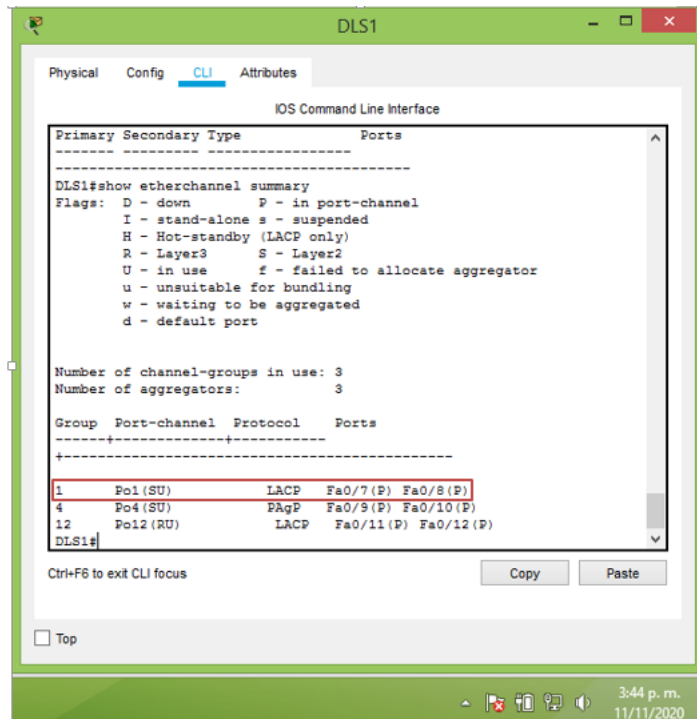 DLS1
Physical Config CLI Attributes
IOS Command Line Interface
Primary Secondary Type Ports
------- --------- -----------------
------------------------------------------
DLS1#show etherchannel summary
Flags: D - down P - in port-channel
I - stand-alone s - suspended
H - Hot-standby (LACP only)
R - Layer3 S - Layer2
U - in use f - failed to allocate aggregator
u - unsuitable for bundling
w - waiting to be aggregated
d - default port
Number of channel-groups in use: 3
Number of aggregators: 3
Group Port-channel Protocol Ports
------+-------------+-----------
+----------------------------------------------
1 Po1(SU) LACP Fa0/7(P) Fa0/8(P)
4 Po4(SU) PAgP Fa0/9(P) Fa0/10(P)
12 Po12(RU) LACP Fa0/11(P) Fa0/12(P)
DLS1#
Ctrl+F6 to exit CLI focus
Copy Paste
Top
3:44 p. m.
11/11/2020